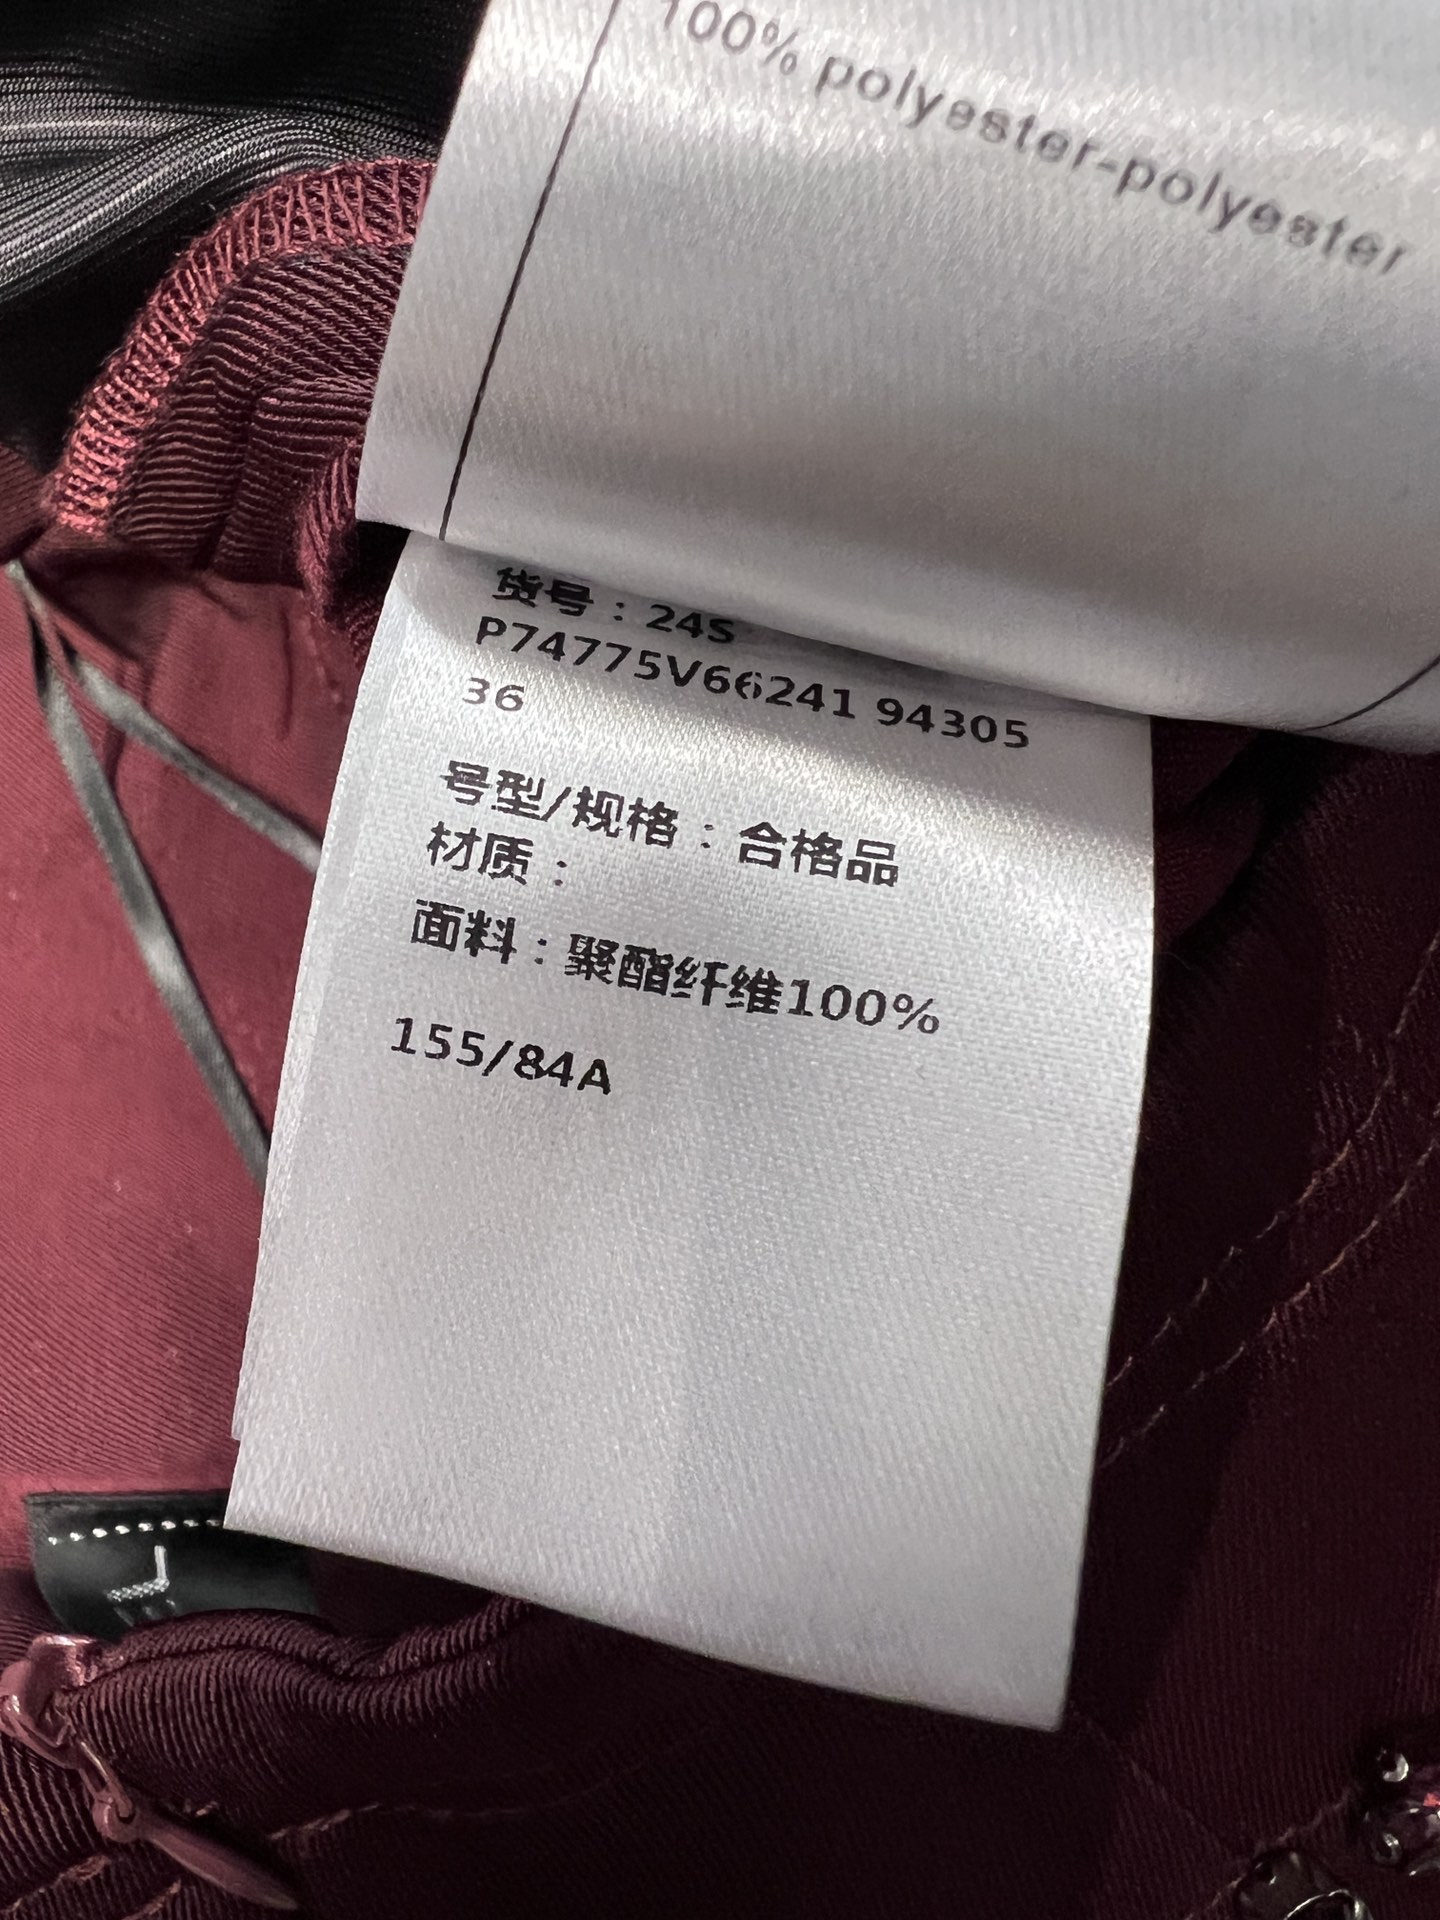 100% polyester-polyester
货号：24S
P74775V66241 94305
36
号型/规格：合格品
材质：
面料：聚酯纤维100%
155/84A